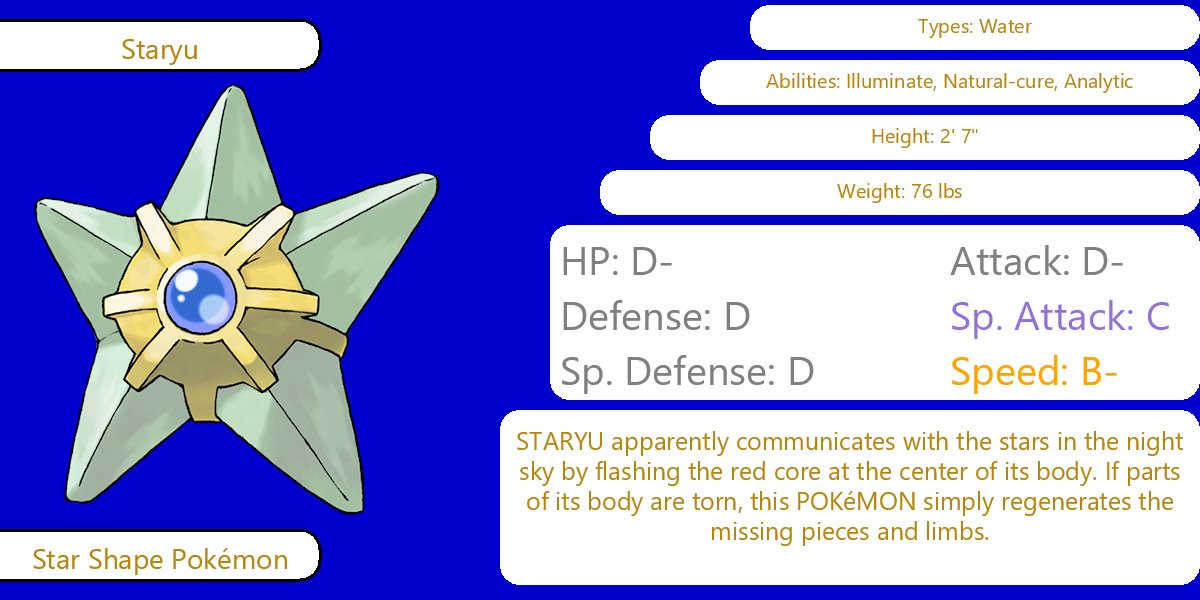 Staryu
Types: Water
Abilities: Illuminate, Natural-cure, Analytic
Height: 2' 7"
Weight: 76 lbs
HP: D-
Attack: D-
Defense: D
Sp. Attack: C
Sp. Defense: D
Speed: B-
STARYU apparently communicates with the stars in the night
sky by flashing the red core at the center of its body. If parts
of its body are torn, this POKéMON simply regenerates the
missing pieces and limbs.
Star Shape Pokémon